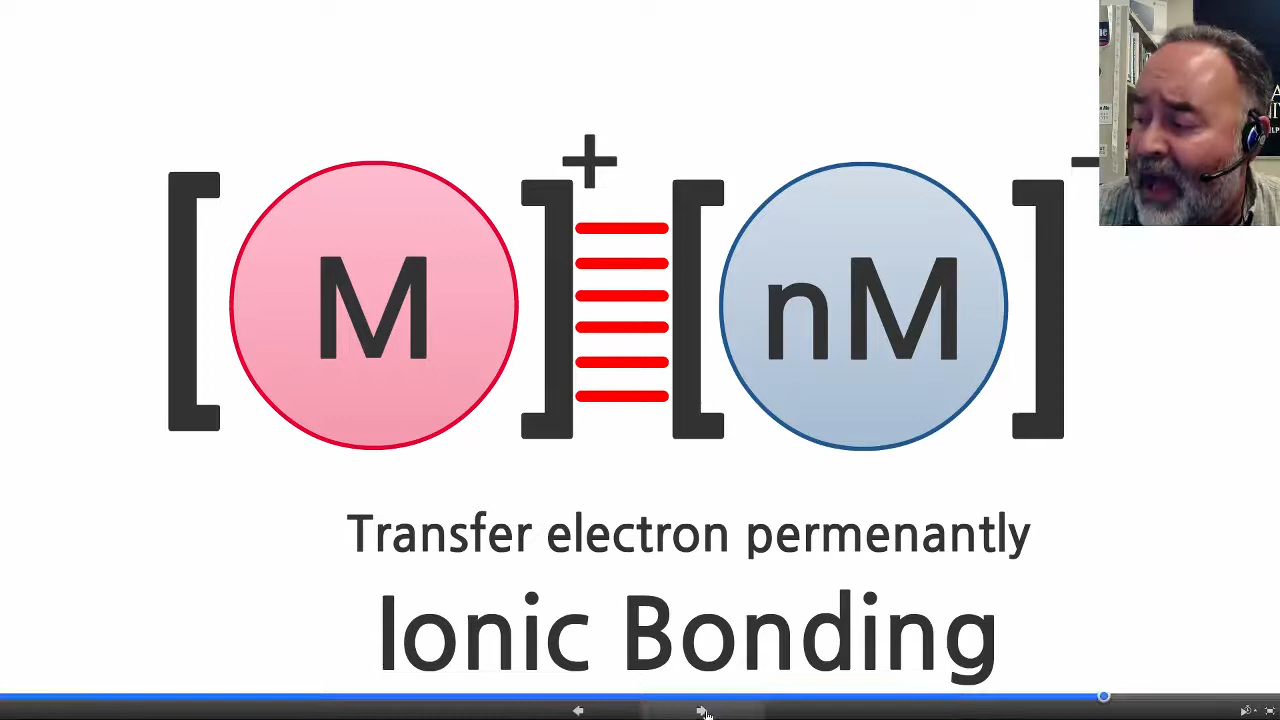 [ M ]+ [ nM ]−
Transfer electron permenantly
Ionic Bonding